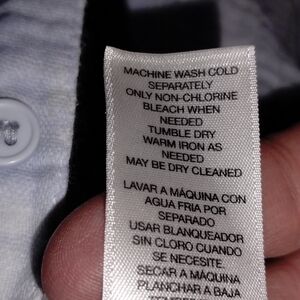 MACHINE WASH COLD
SEPARATELY
ONLY NON-CHLORINE
BLEACH WHEN
NEEDED
TUMBLE DRY
WARM IRON AS
NEEDED
MAY BE DRY CLEANED
LAVAR A MÁQUINA CON
AGUA FRIA POR
SEPARADO
USAR BLANQUEADOR
SIN CLORO CUANDO
SE NECESITE
SECAR A MÁQUINA
PLANCHAR A BAJA